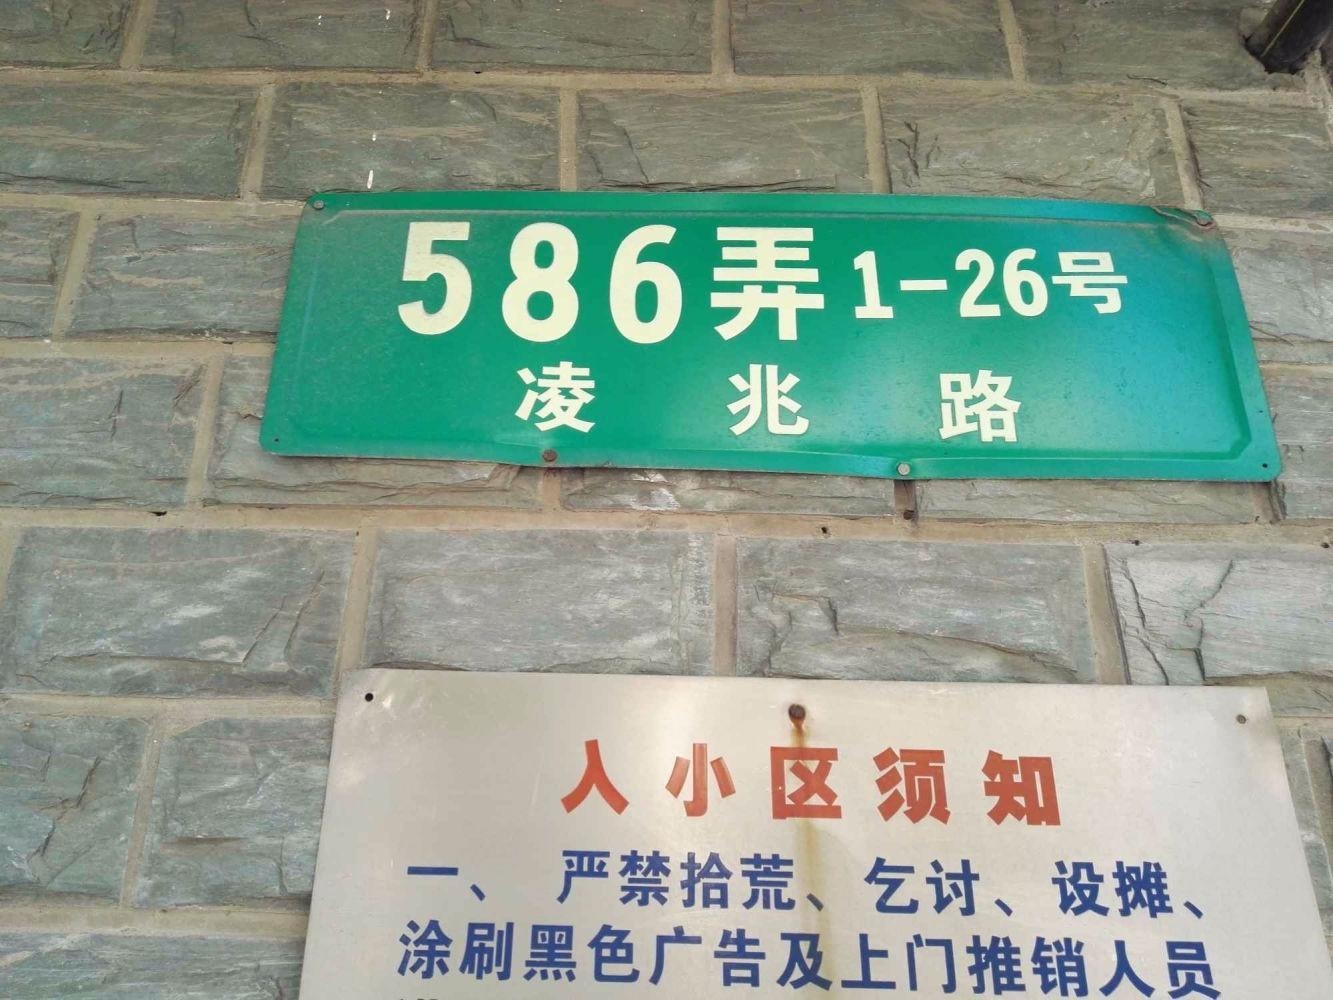 586弄 1-26号
凌兆路
入小区须知
一、严禁拾荒、乞讨、设摊、
涂刷黑色广告及上门推销人员